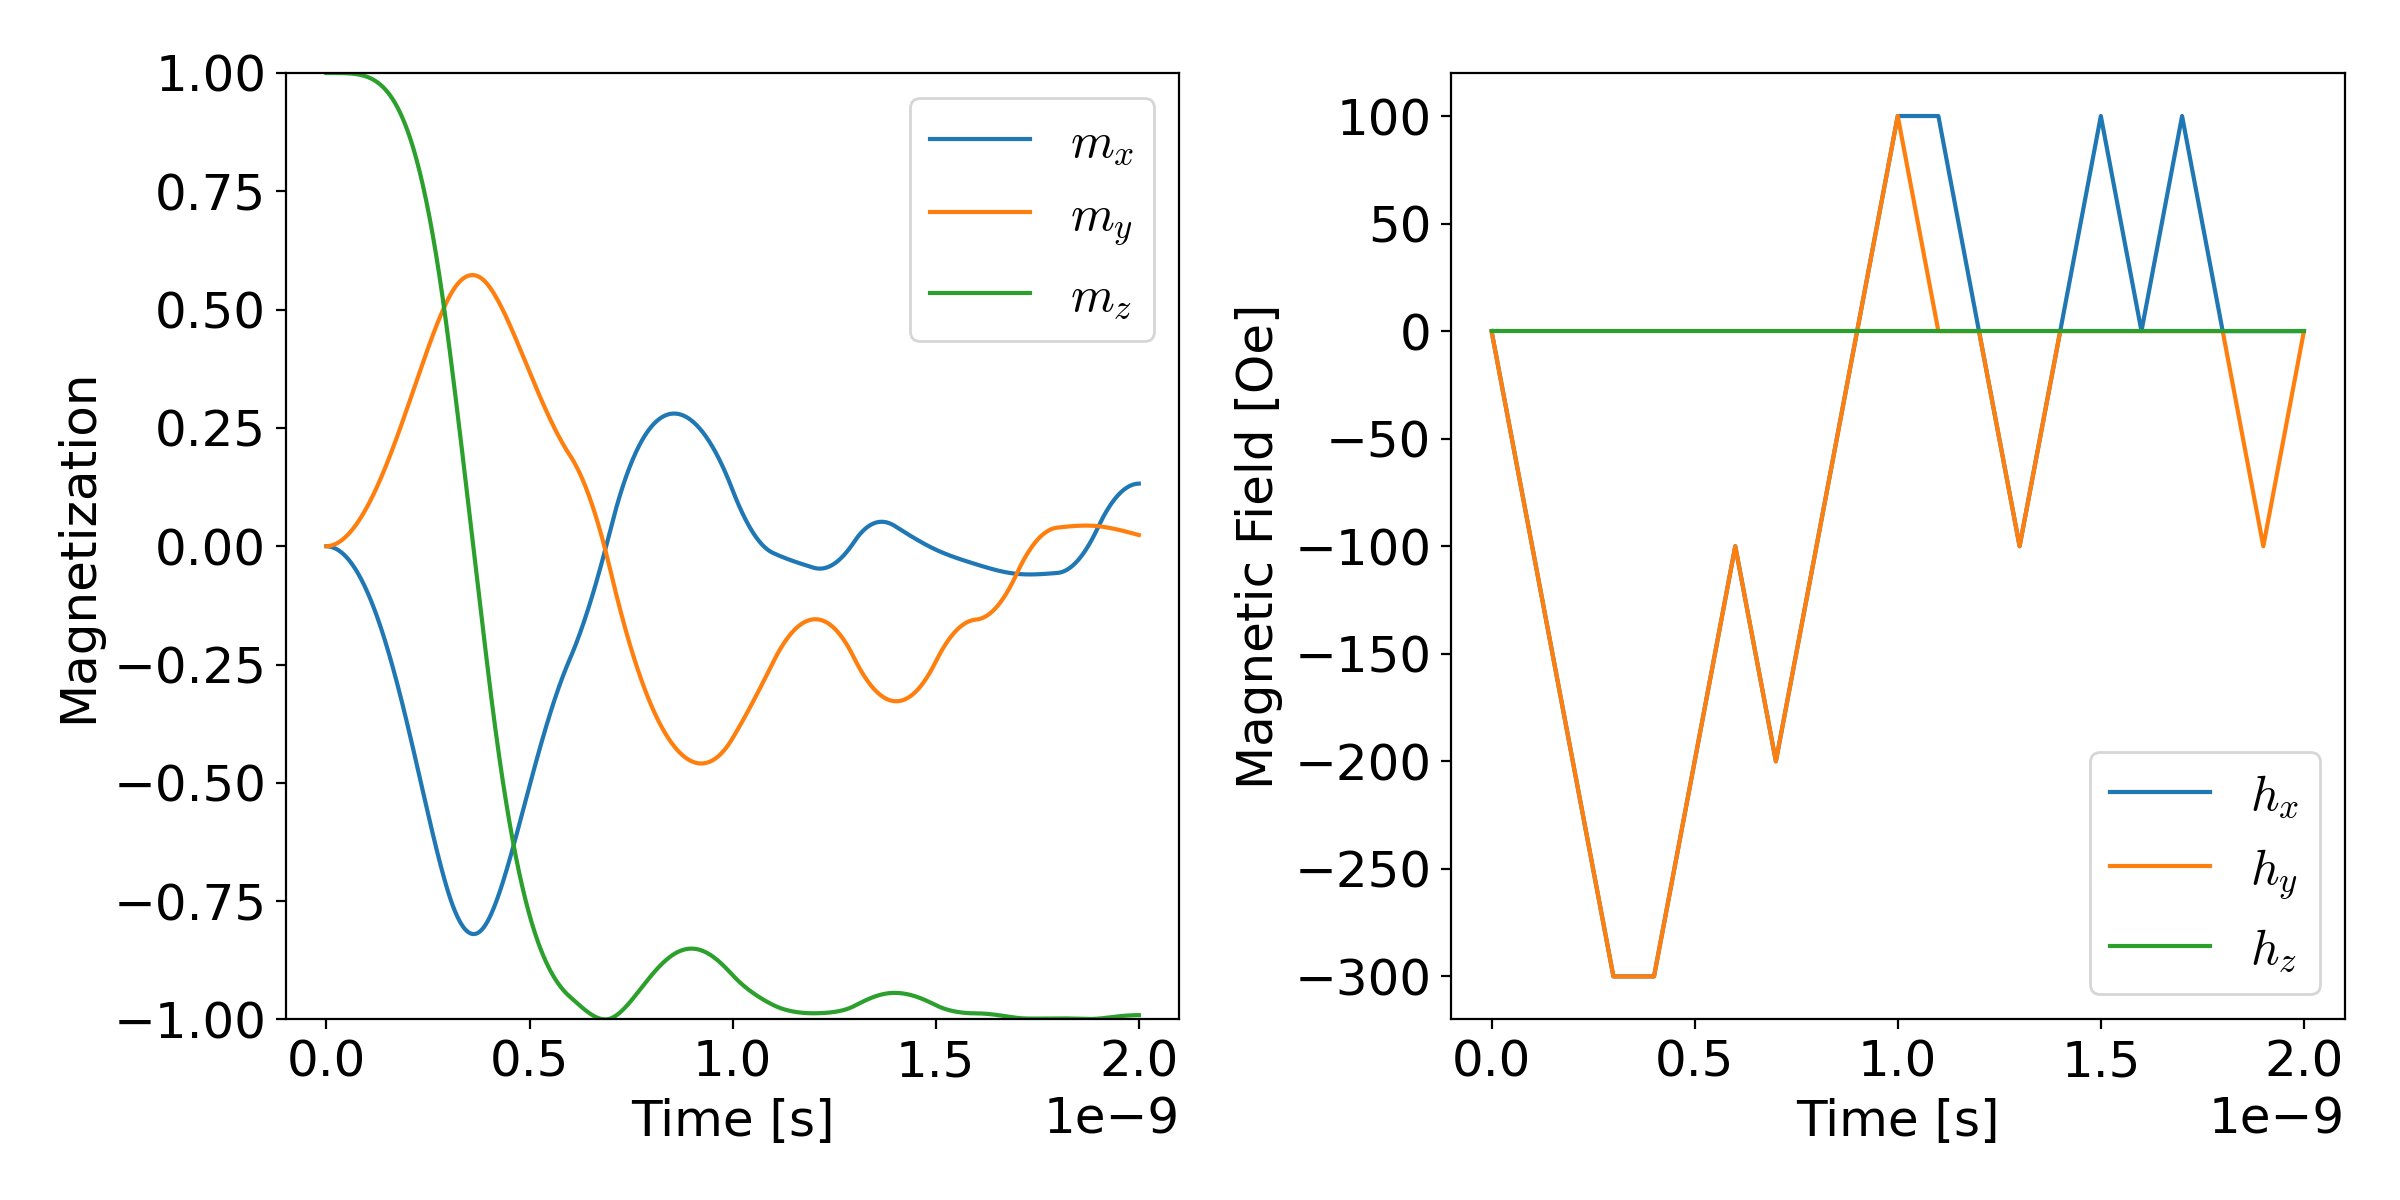 1.00
0.75
0.50
0.25
0.00
−0.25
−0.50
−0.75
−1.00
Magnetization
0.0 0.5 1.0 1.5 2.0
Time [s]
1e−9
m_x
m_y
m_z
100
50
0
−50
−100
−150
−200
−250
−300
Magnetic Field [Oe]
0.0 0.5 1.0 1.5 2.0
Time [s]
1e−9
h_x
h_y
h_z